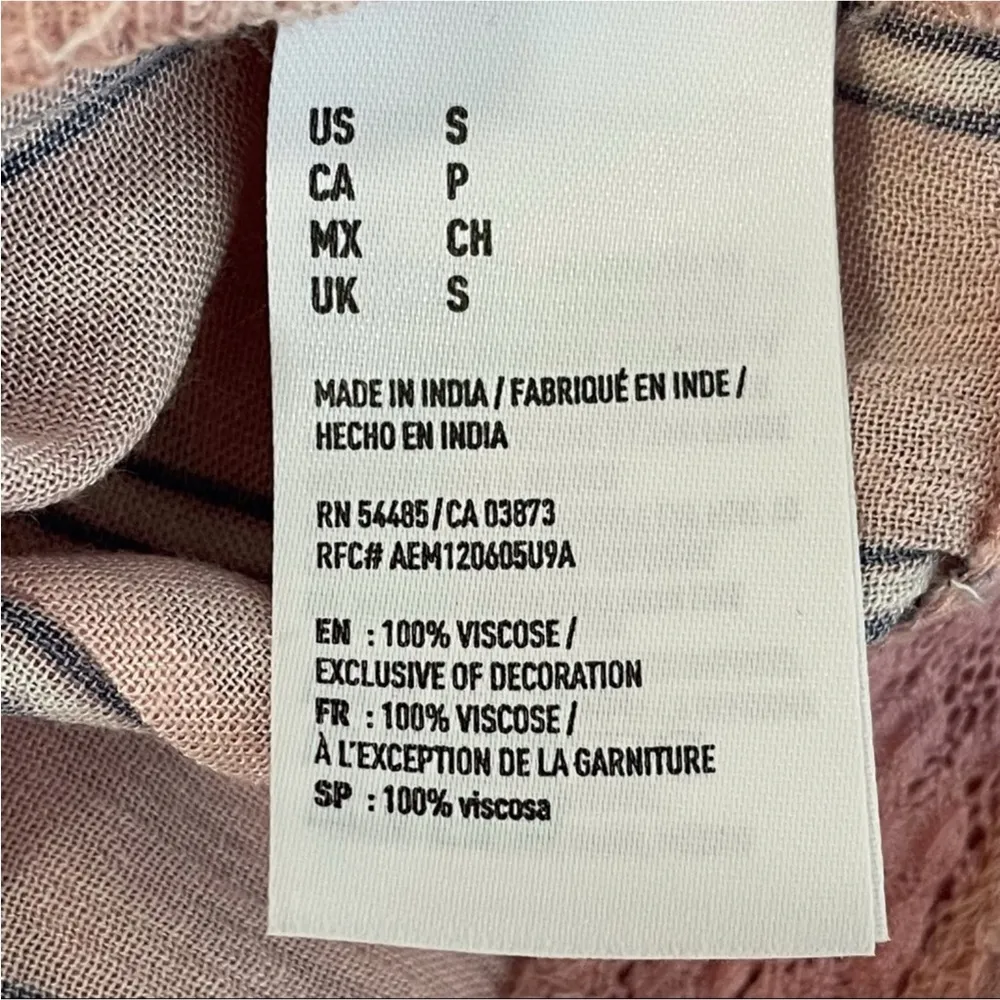 US S
CA P
MX CH
UK S
MADE IN INDIA / FABRIQUÉ EN INDE /
HECHO EN INDIA
RN 54485/CA 03873
RFC# AEM120605U9A
EN : 100% VISCOSE /
EXCLUSIVE OF DECORATION
FR : 100% VISCOSE /
À L'EXCEPTION DE LA GARNITURE
SP : 100% viscosa